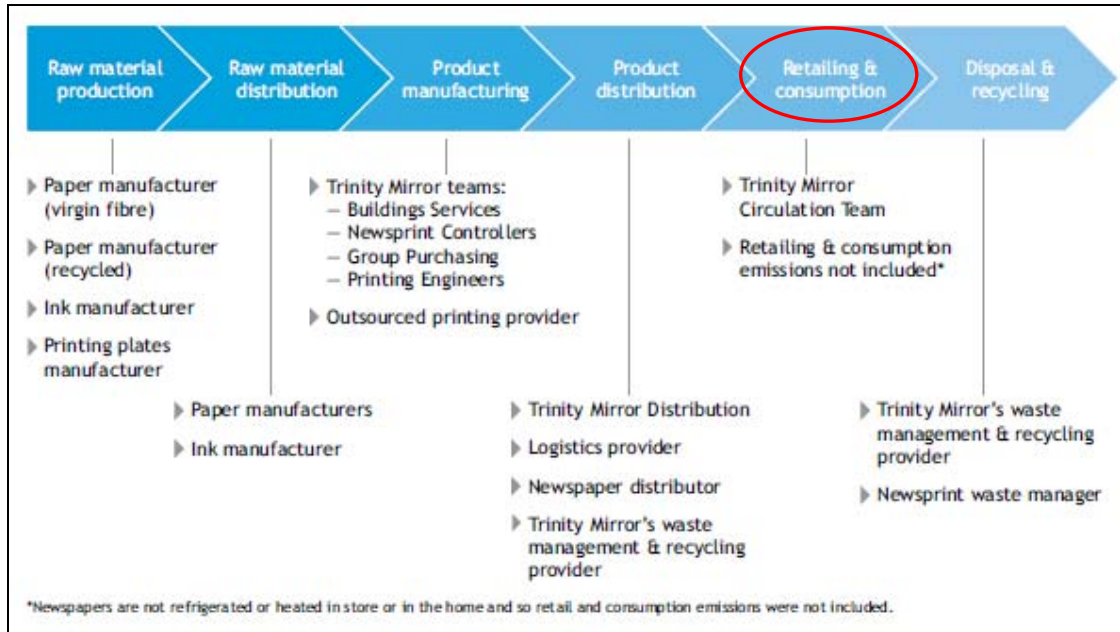 Raw material
production
Raw material
distribution
Product
manufacturing
Product
distribution
Retailing &
consumption
Disposal &
recycling
Paper manufacturer
(virgin fibre)
Paper manufacturer
(recycled)
Ink manufacturer
Printing plates
manufacturer
Paper manufacturers
Ink manufacturer
Trinity Mirror teams:
— Buildings Services
— Newsprint Controllers
— Group Purchasing
— Printing Engineers
Outsourced printing provider
Trinity Mirror Distribution
Logistics provider
Newspaper distributor
Trinity Mirror's waste
management & recycling
provider
Trinity Mirror
Circulation Team
Retailing & consumption
emissions not included*
Trinity Mirror's waste
management & recycling
provider
Newsprint waste manager
*Newspapers are not refrigerated or heated in store or in the home and so retail and consumption emissions were not included.